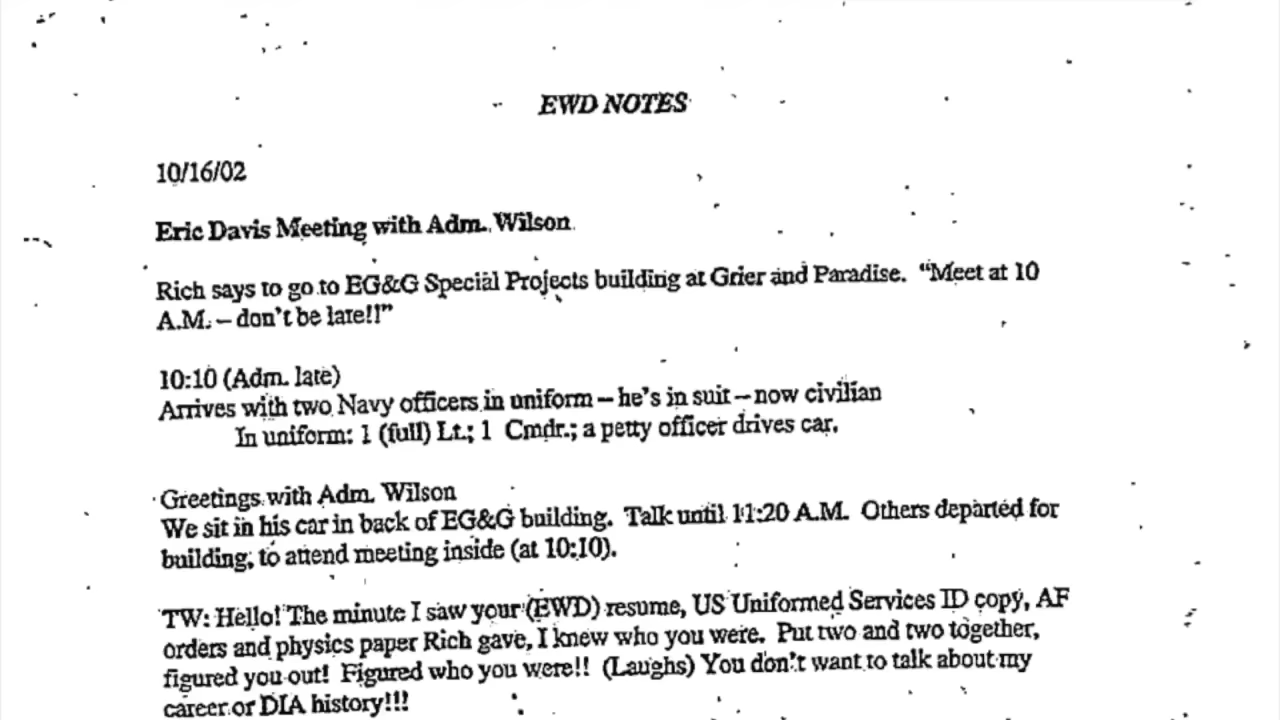 EWD NOTES
10/16/02
Eric Davis Meeting with Adm. Wilson
Rich says to go to EG&G Special Projects building at Grier and Paradise. “Meet at 10
A.M. – don’t be late!!”
10:10 (Adm. late)
Arrives with two Navy officers in uniform – he’s in suit – now civilian
In uniform: 1 (full) Lt.; 1 Cmdr.; a petty officer drives car.
Greetings with Adm. Wilson
We sit in his car in back of EG&G building. Talk until 11:20 A.M. Others departed for
building, to attend meeting inside (at 10:10).
TW: Hello! The minute I saw your (EWD) resume, US Uniformed Services ID copy, AF
orders and physics paper Rich gave, I knew who you were. Put two and two together,
figured you out! Figured who you were!! (Laughs) You don’t want to talk about my
career or DIA history!!!